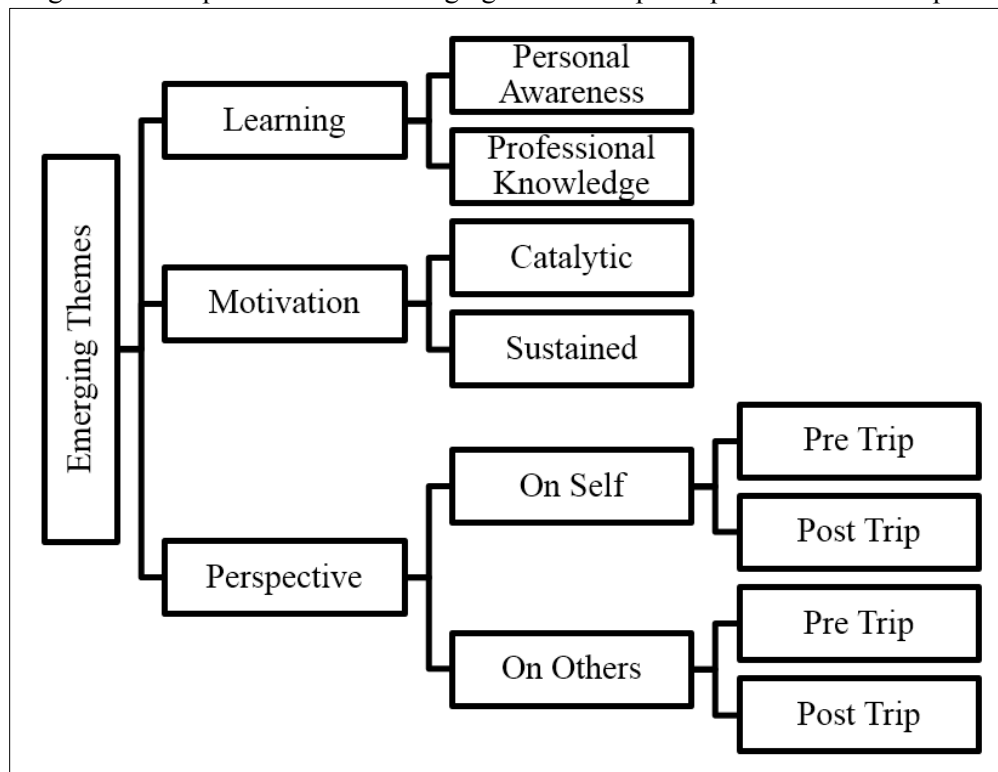 Emerging Themes
Learning
Personal
Awareness
Professional
Knowledge
Motivation
Catalytic
Sustained
Perspective
On Self
Pre Trip
Post Trip
On Others
Pre Trip
Post Trip